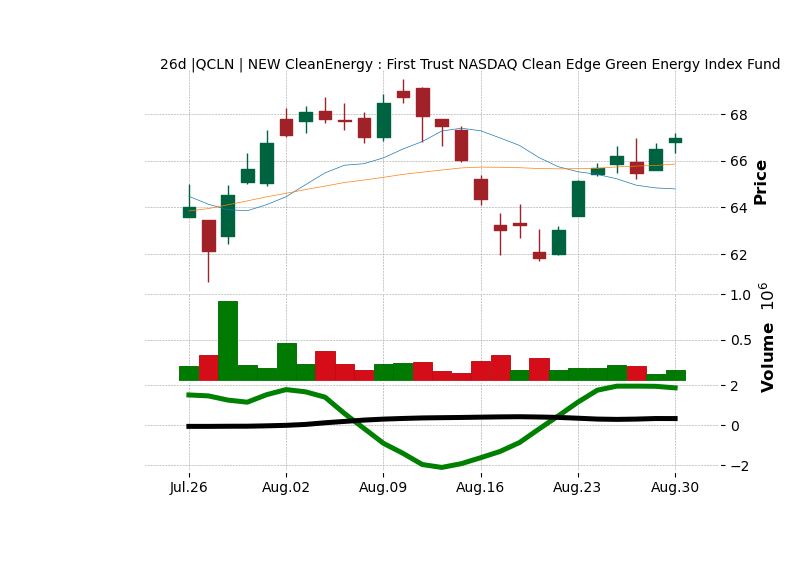 26d |QCLN | NEW CleanEnergy : First Trust NASDAQ Clean Edge Green Energy Index Fund
68
66
64
62
Price
1.0
0.5
Volume 10⁶
2
0
−2
Jul.26 Aug.02 Aug.09 Aug.16 Aug.23 Aug.30